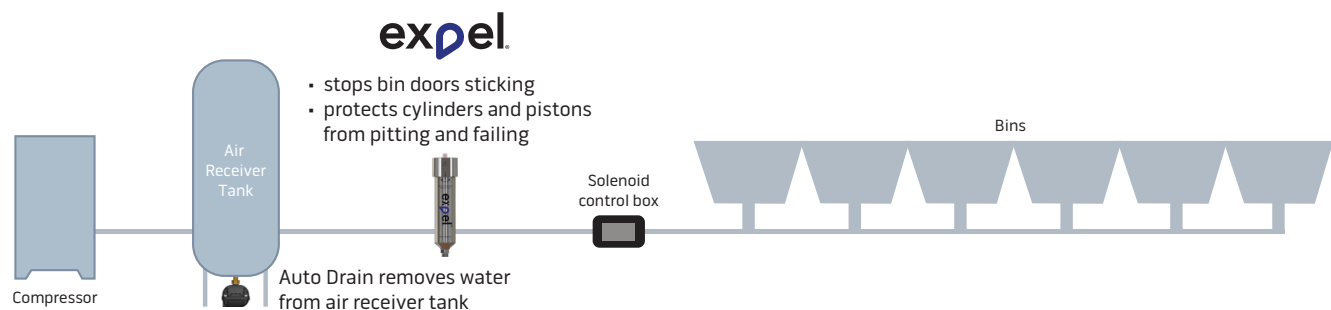 expel®
• stops bin doors sticking
• protects cylinders and pistons
from pitting and failing
Bins
Air
Receiver
Tank
expel
Solenoid
control box
Auto Drain removes water
from air receiver tank
Compressor